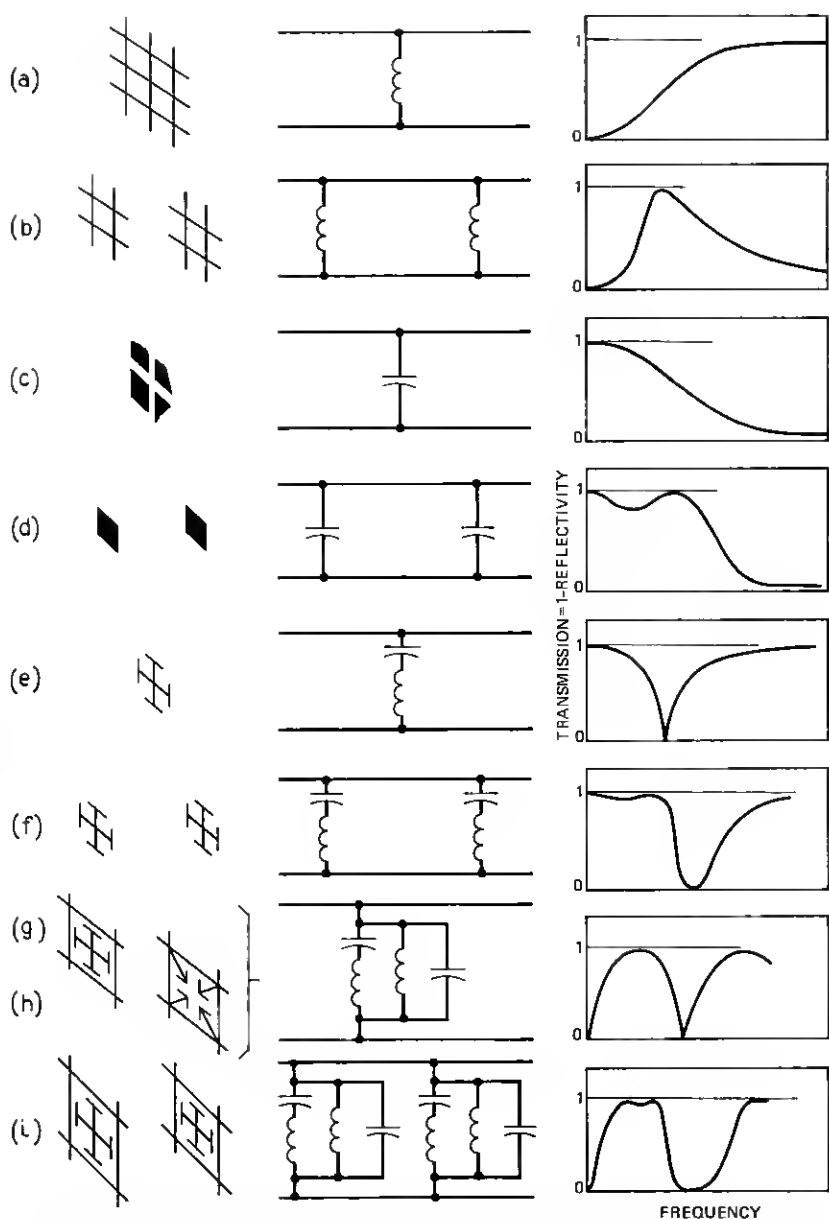 (a)
1
0
(b)
1
0
(c)
1
0
(d)
1
0
TRANSMISSION = 1-REFLECTIVITY
(e)
1
0
(f)
1
0
(g)
1
(h)
0
(i)
1
0
FREQUENCY